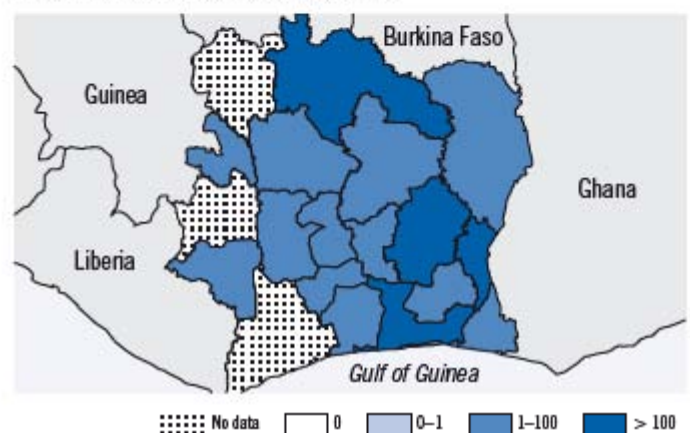 Burkina Faso
Guinea
Ghana
Liberia
Gulf of Guinea
No data 0 0–1 1–100 > 100